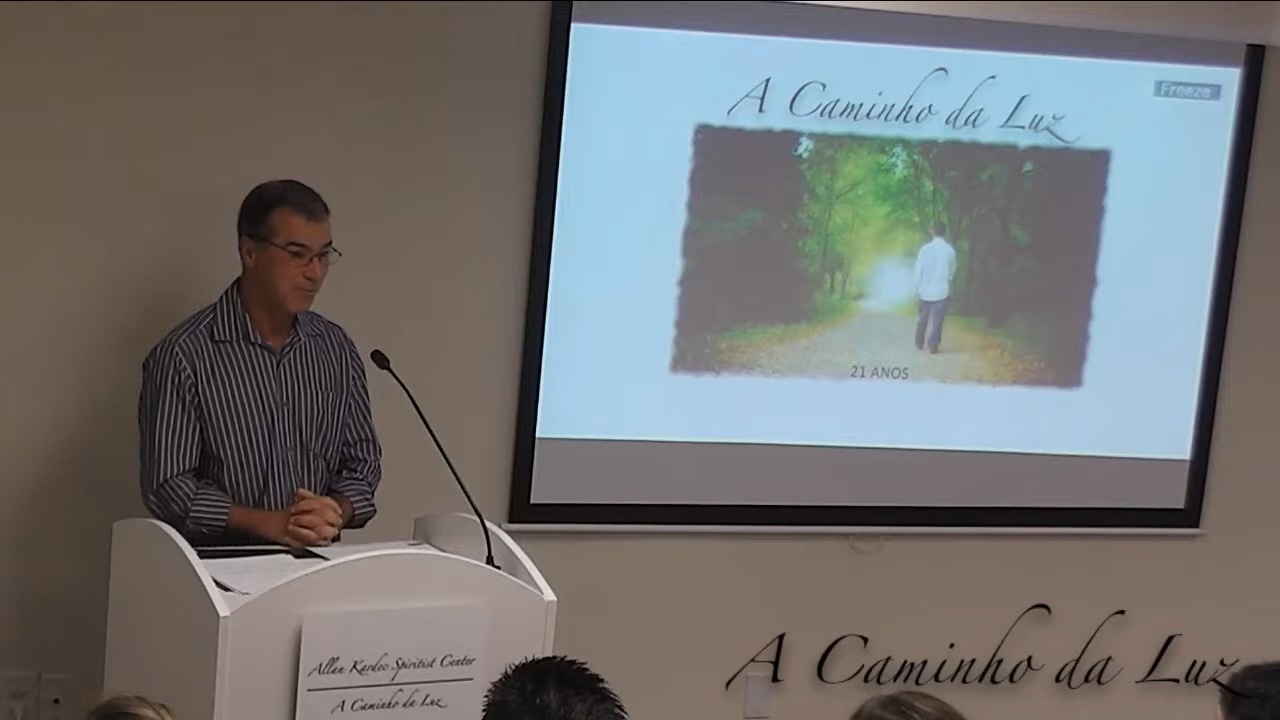 A Caminho da Luz
Freeze
21 ANOS
Allan Kardec Spiritist Center
A Caminho da Luz
A Caminho da Luz